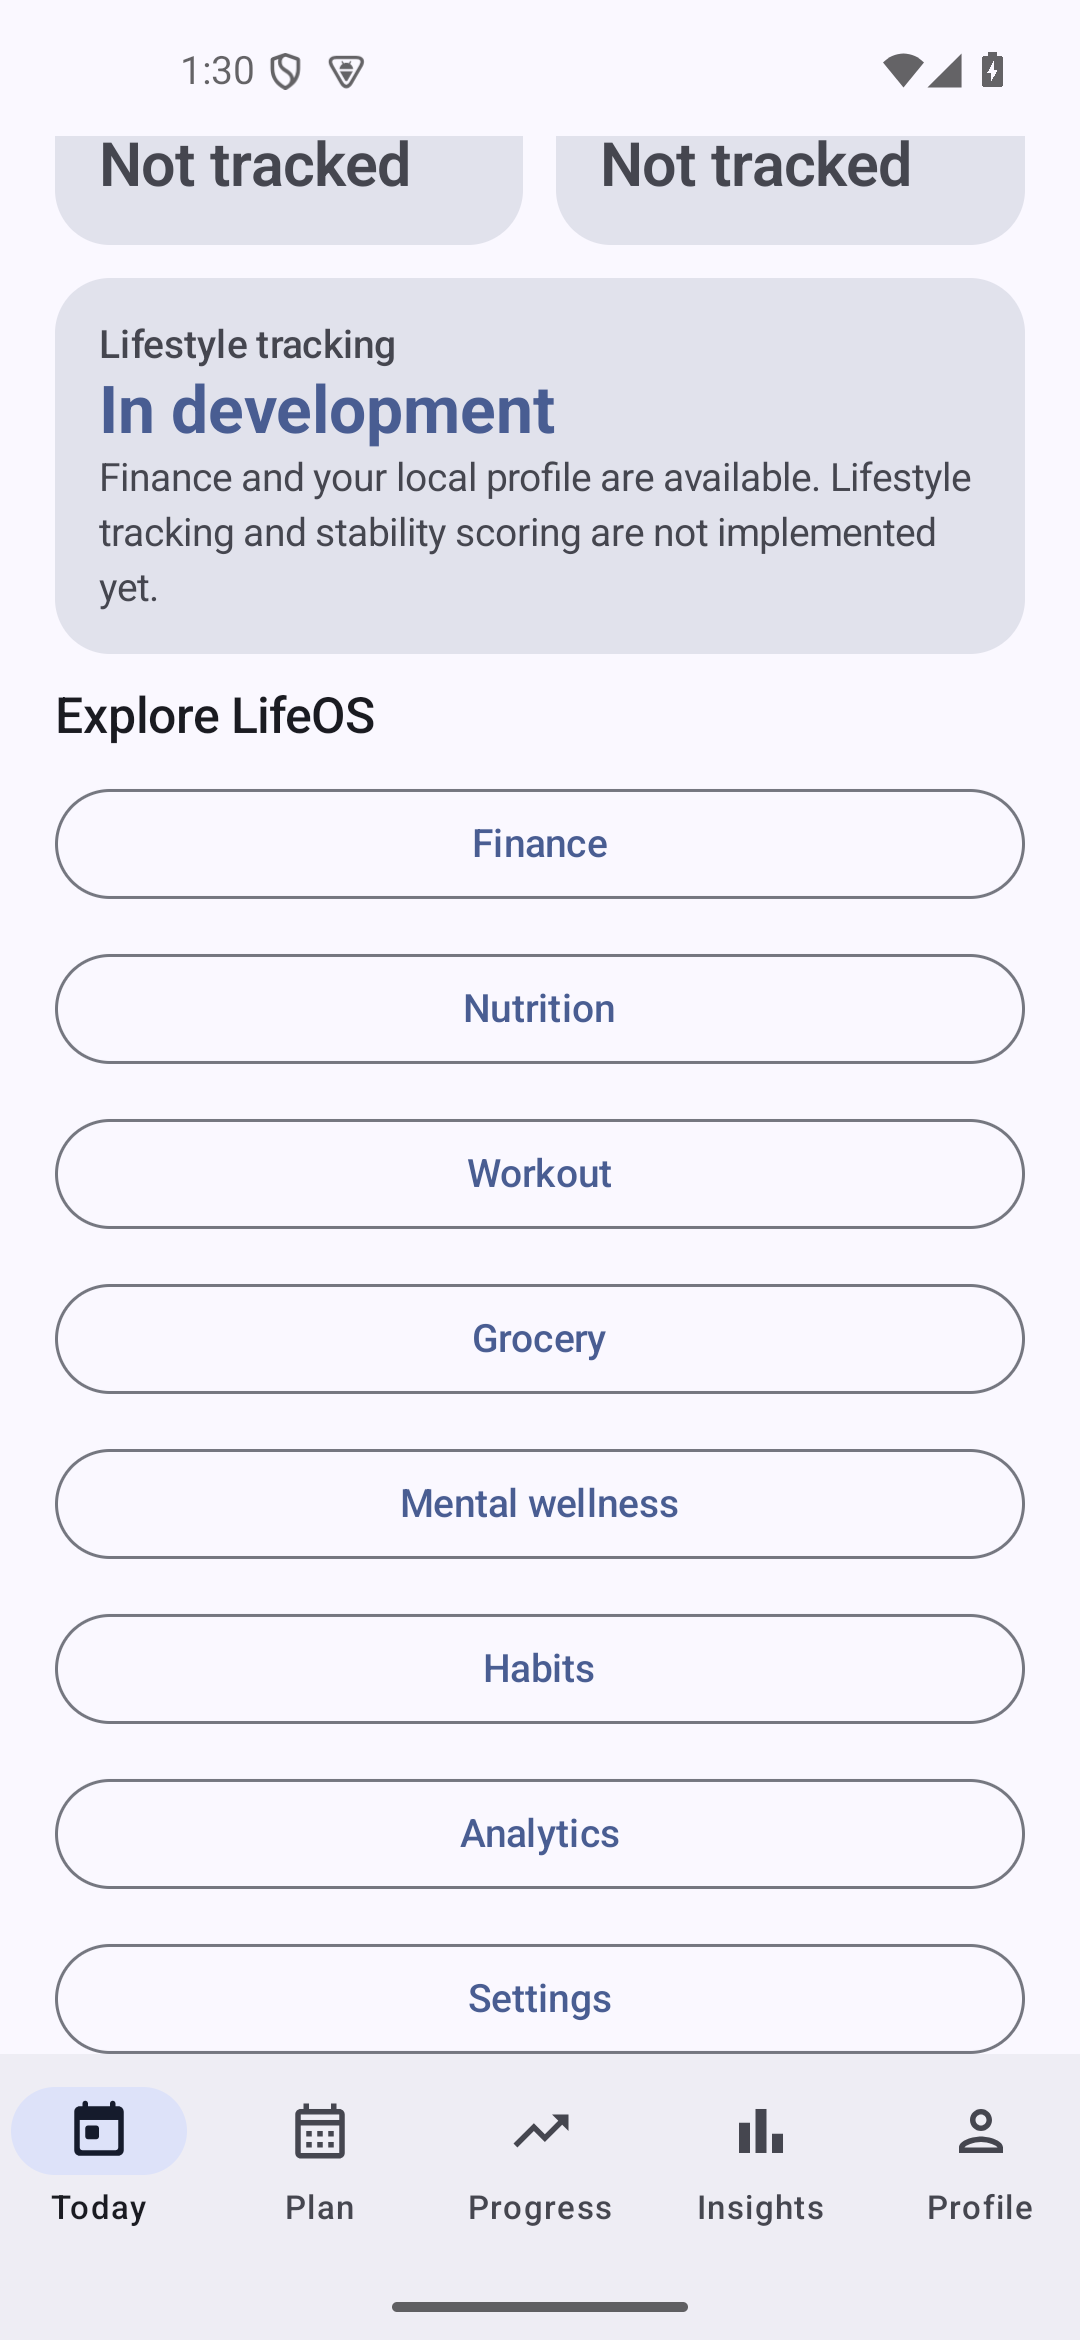 1:30
Not tracked
Not tracked
Lifestyle tracking
In development
Finance and your local profile are available. Lifestyle
tracking and stability scoring are not implemented
yet.
Explore LifeOS
Finance
Nutrition
Workout
Grocery
Mental wellness
Habits
Analytics
Settings
Today
Plan
Progress
Insights
Profile